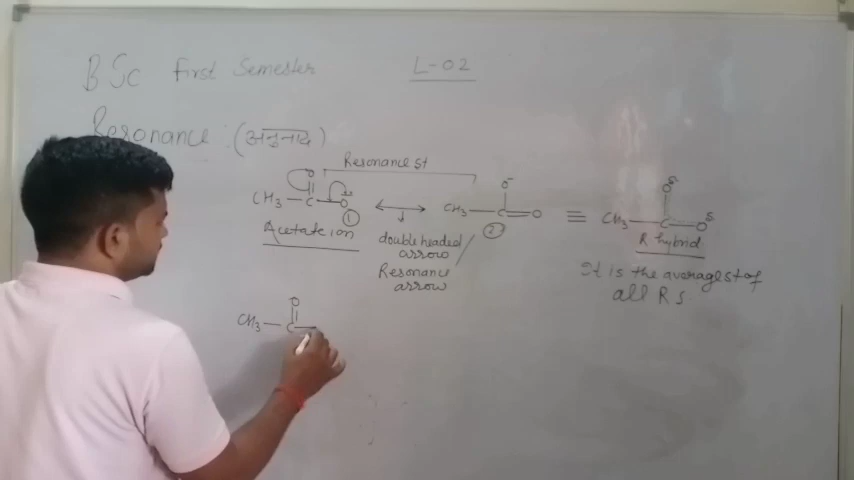 BSc First Semester L-02
Resonance : (अनुनाद)
Resonance st
CH3 — C — O ↔ CH3 — C = O ≡ CH3 — C — O
O O⁻ O δ δ
① ②
Acetate ion
double headed
arrow /
Resonance
arrow
R hybrid
It is the average st of
all R S
O
CH3 — C —